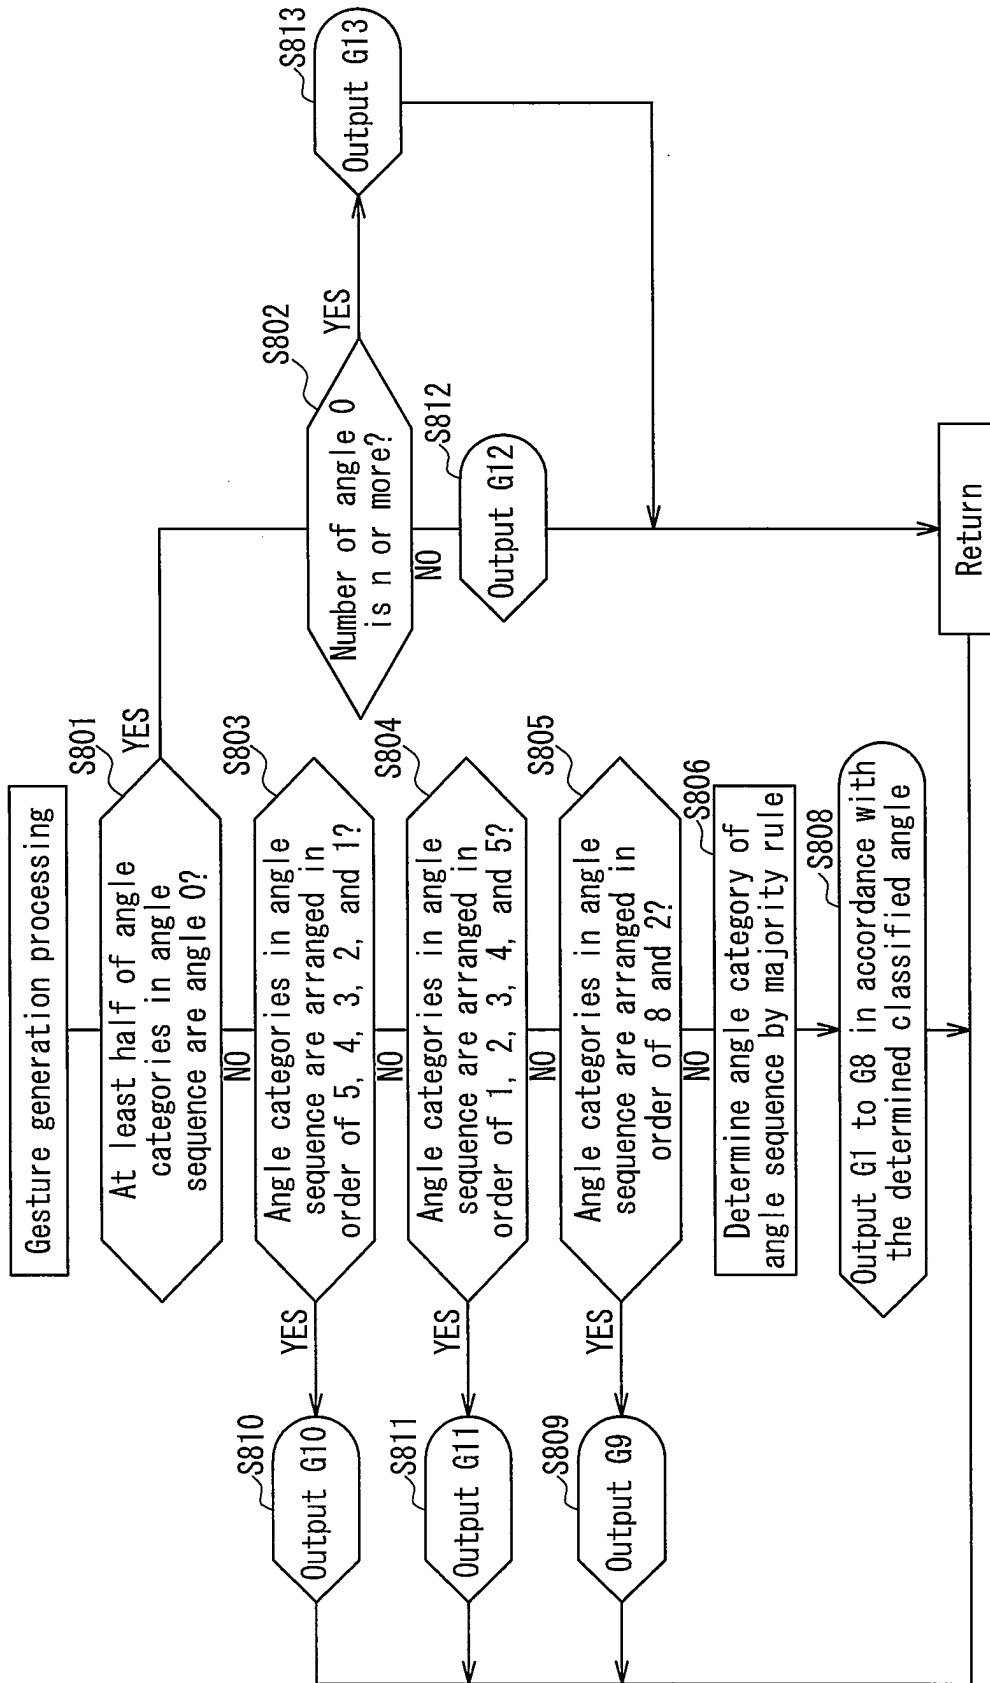 Gesture generation processing
S801
At least half of angle
categories in angle
sequence are angle 0?
YES
NO
S802
Number of angle 0
is n or more?
YES
NO
S813
Output G13
S812
Output G12
S803
Angle categories in angle
sequence are arranged in
order of 5, 4, 3, 2, and 1?
YES
NO
S810
Output G10
S804
Angle categories in angle
sequence are arranged in
order of 1, 2, 3, 4, and 5?
YES
NO
S811
Output G11
S805
Angle categories in angle
sequence are arranged in
order of 8 and 2?
YES
NO
S809
Output G9
S806
Determine angle category of
angle sequence by majority rule
S808
Output G1 to G8 in accordance with
the determined classified angle
Return